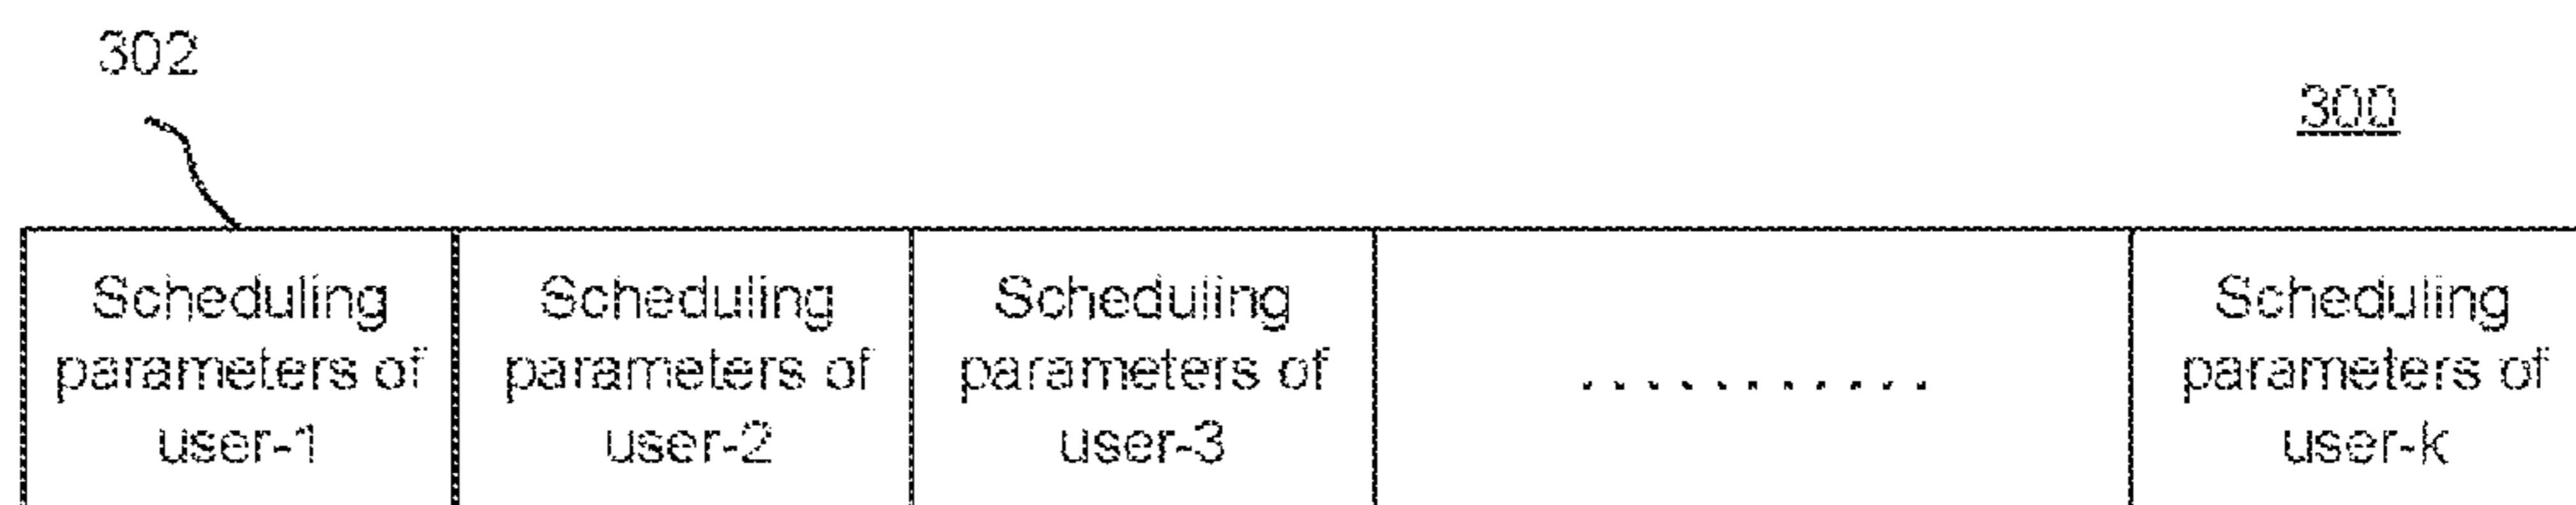 302
300
Scheduling
parameters of
user-1
Scheduling
parameters of
user-2
Scheduling
parameters of
user-3
...........
Scheduling
parameters of
user-k